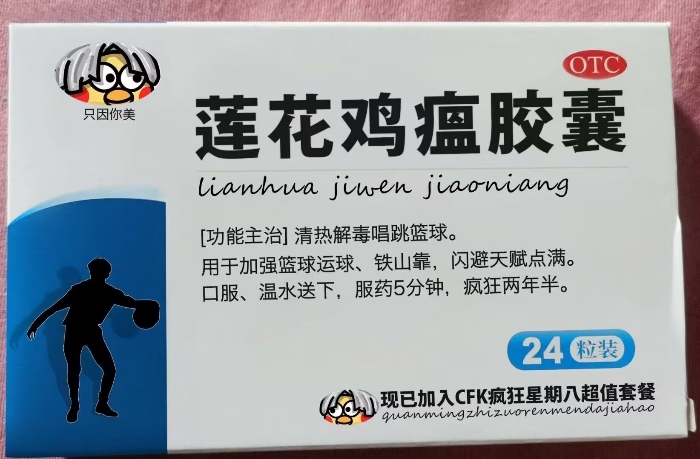 OTC
只因你美
莲花鸡瘟胶囊
lianhua jiwen jiaoniang
[功能主治] 清热解毒唱跳篮球。
用于加强篮球运球、铁山靠，闪避天赋点满。
口服、温水送下，服药5分钟，疯狂两年半。
24粒装
现已加入CFK疯狂星期八超值套餐
quanmingzhizuorenmendajiahao